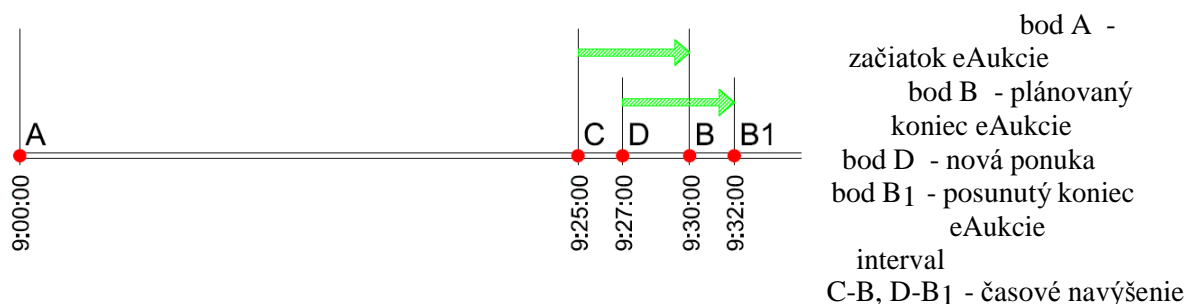 A
C
D
B
B1
9:00:00
9:25:00
9:27:00
9:30:00
9:32:00
bod A -
začiatok eAukcie
bod B - plánovaný
koniec eAukcie
bod D - nová ponuka
bod B1 - posunutý koniec
eAukcie
interval
C-B, D-B1 - časové navýšenie